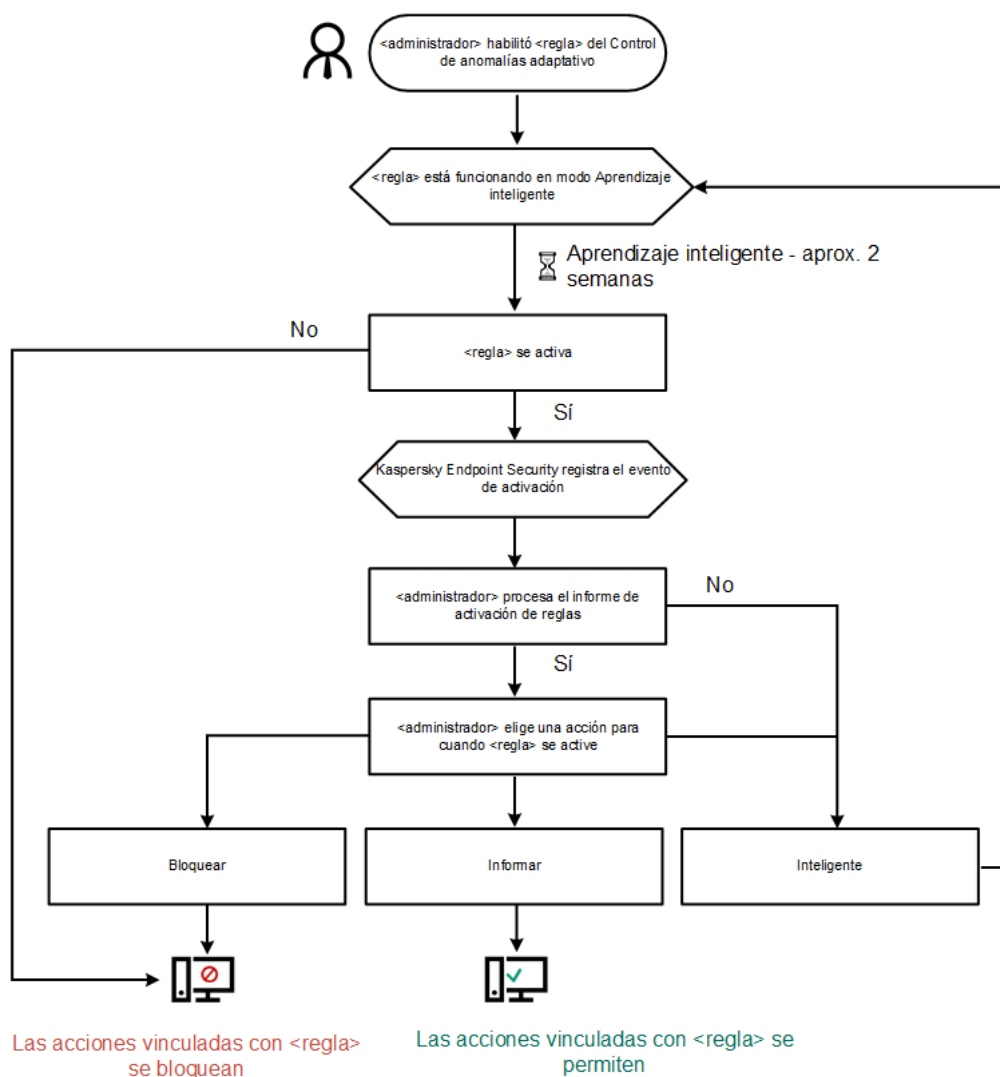 <administrador> habilitó <regla> del Control
de anomalías adaptativo
<regla> está funcionando en modo Aprendizaje
inteligente
Aprendizaje inteligente - aprox. 2
semanas
No
<regla> se activa
Sí
Kaspersky Endpoint Security registra el evento
de activación
<administrador> procesa el informe de
activación de reglas
No
Sí
<administrador> elige una acción para
cuando <regla> se active
Bloquear
Informar
Inteligente
Las acciones vinculadas con <regla>
se bloquean
Las acciones vinculadas con <regla> se
permiten